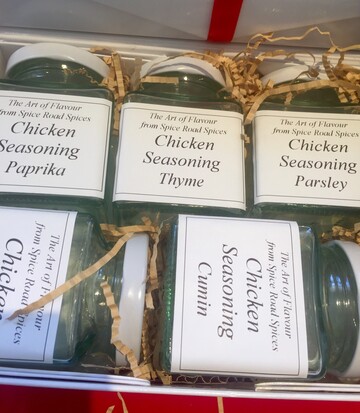 The Art of Flavour
from Spice Road Spices
Chicken
Seasoning
Paprika
The Art of Flavour
from Spice Road Spices
Chicken
Seasoning
Thyme
The Art of Flavour
from Spice Road Spices
Chicken
Seasoning
Parsley
The Art of Flavour
from Spice Road Spices
The Art of Flavour
from Spice Road Spices
Chicken
Seasoning
Cumin